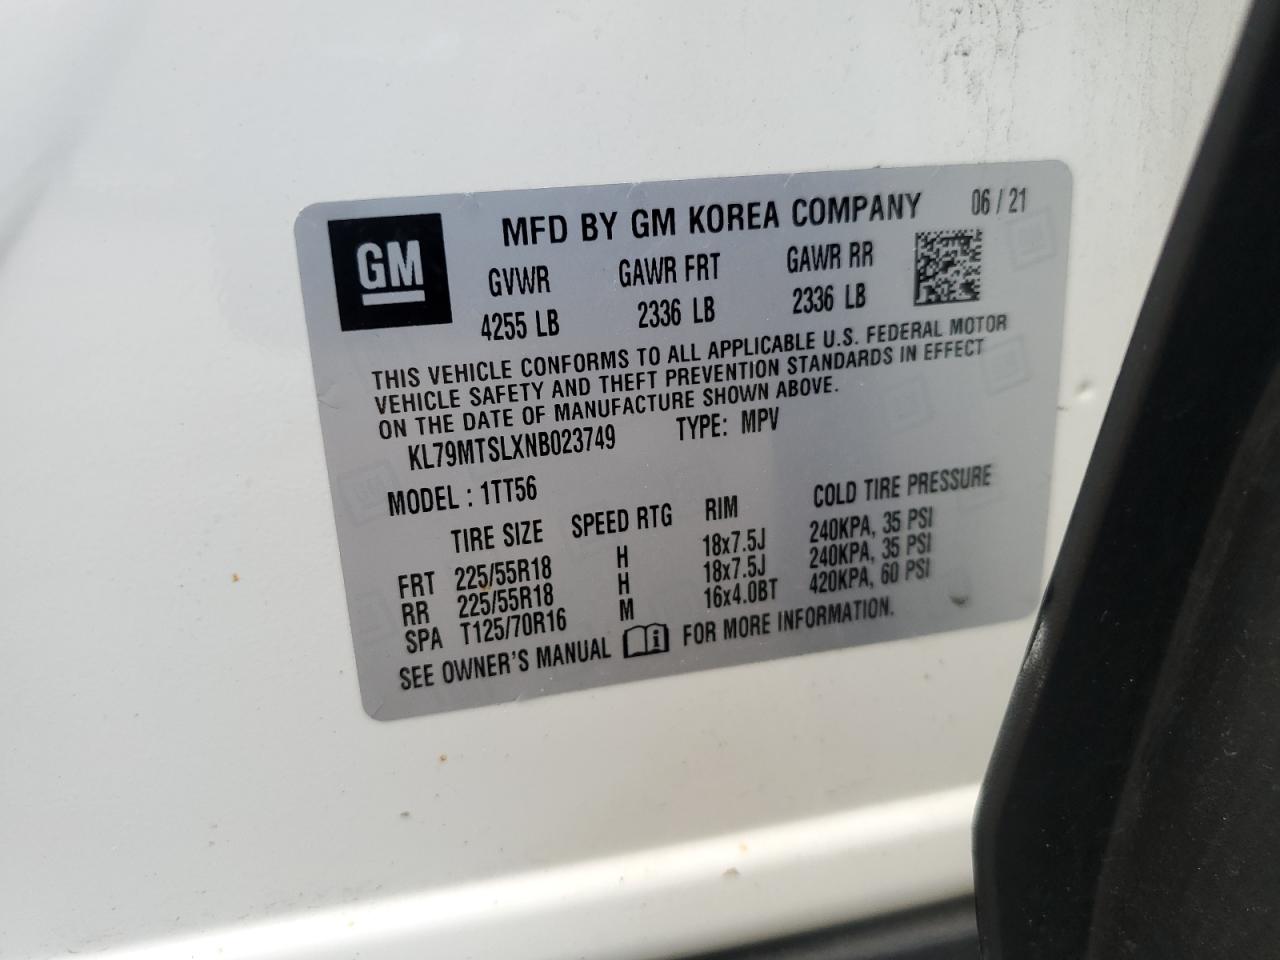 GM
MFD BY GM KOREA COMPANY 06 / 21
GVWR GAWR FRT GAWR RR
4255 LB 2336 LB 2336 LB
THIS VEHICLE CONFORMS TO ALL APPLICABLE U.S. FEDERAL MOTOR
VEHICLE SAFETY AND THEFT PREVENTION STANDARDS IN EFFECT
ON THE DATE OF MANUFACTURE SHOWN ABOVE.
KL79MTSLXNB023749 TYPE: MPV
MODEL : 1TT56
TIRE SIZE SPEED RTG RIM COLD TIRE PRESSURE
FRT 225/55R18 H 18x7.5J 240KPA, 35 PSI
RR 225/55R18 H 18x7.5J 240KPA, 35 PSI
SPA T125/70R16 M 16x4.0BT 420KPA, 60 PSI
SEE OWNER'S MANUAL FOR MORE INFORMATION.